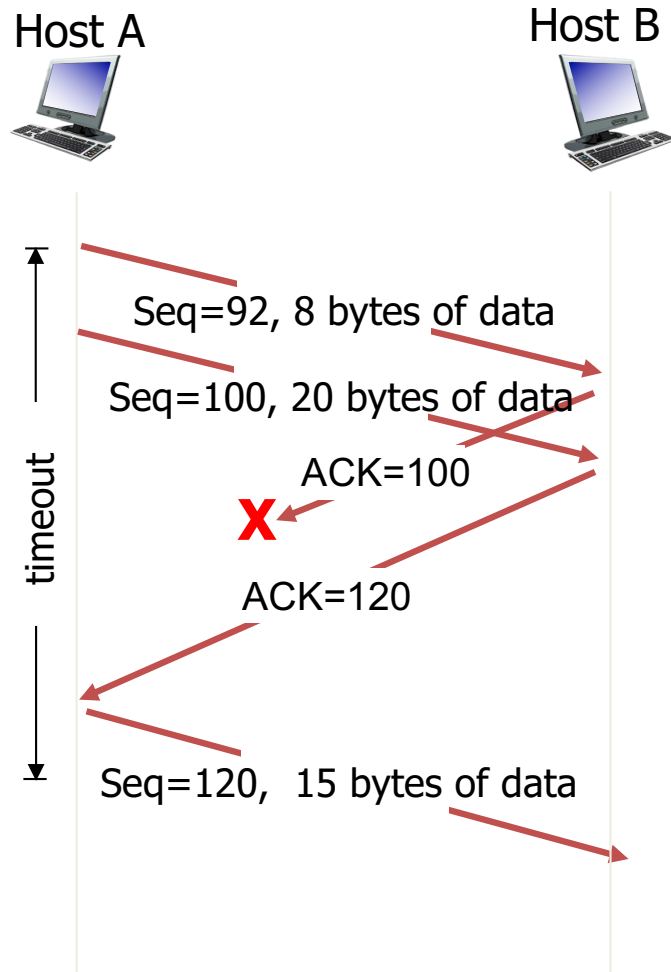 Host A
Host B
Seq=92, 8 bytes of data
Seq=100, 20 bytes of data
timeout
ACK=100
X
ACK=120
Seq=120, 15 bytes of data